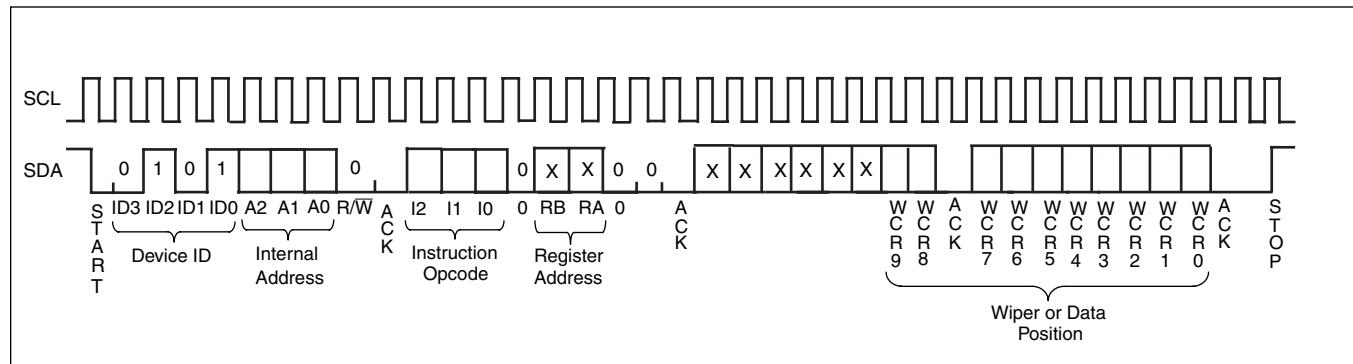 SCL
SDA
0 1 0 1 0 0 X X 0 0 X X X X X X
START ID3 ID2 ID1 ID0 A2 A1 A0 R/W̅ ACK I2 I1 I0 0 RB RA 0 ACK WCR9 WCR8 ACK WCR7 WCR6 WCR5 WCR4 WCR3 WCR2 WCR1 WCR0 ACK STOP
Device ID
Internal
Address
Instruction
Opcode
Register
Address
Wiper or Data
Position